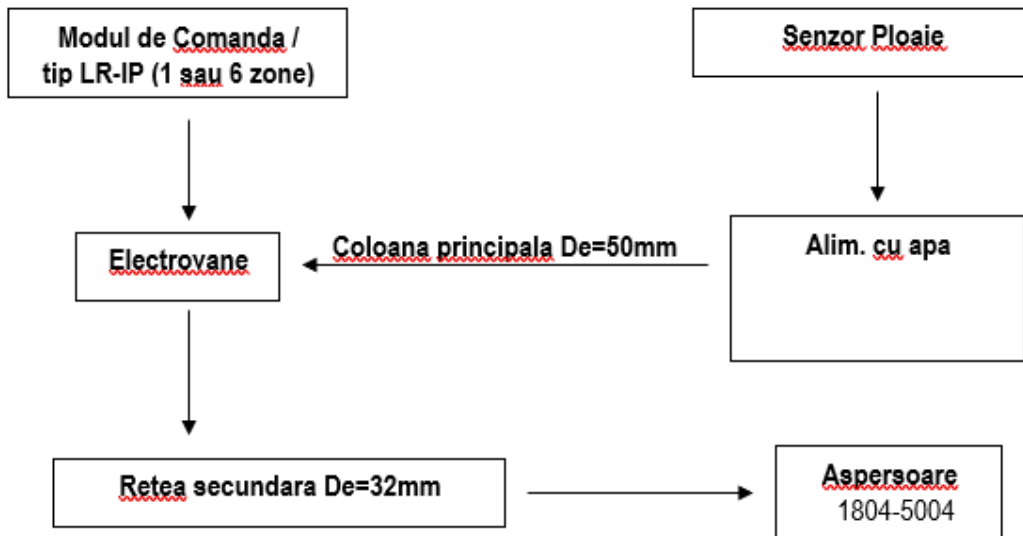 Modul de Comanda /
tip LR-IP (1 sau 6 zone)
Senzor Ploaie
Electrovane
Coloana principala De=50mm
Alim. cu apa
Retea secundara De=32mm
Aspersoare
1804-5004